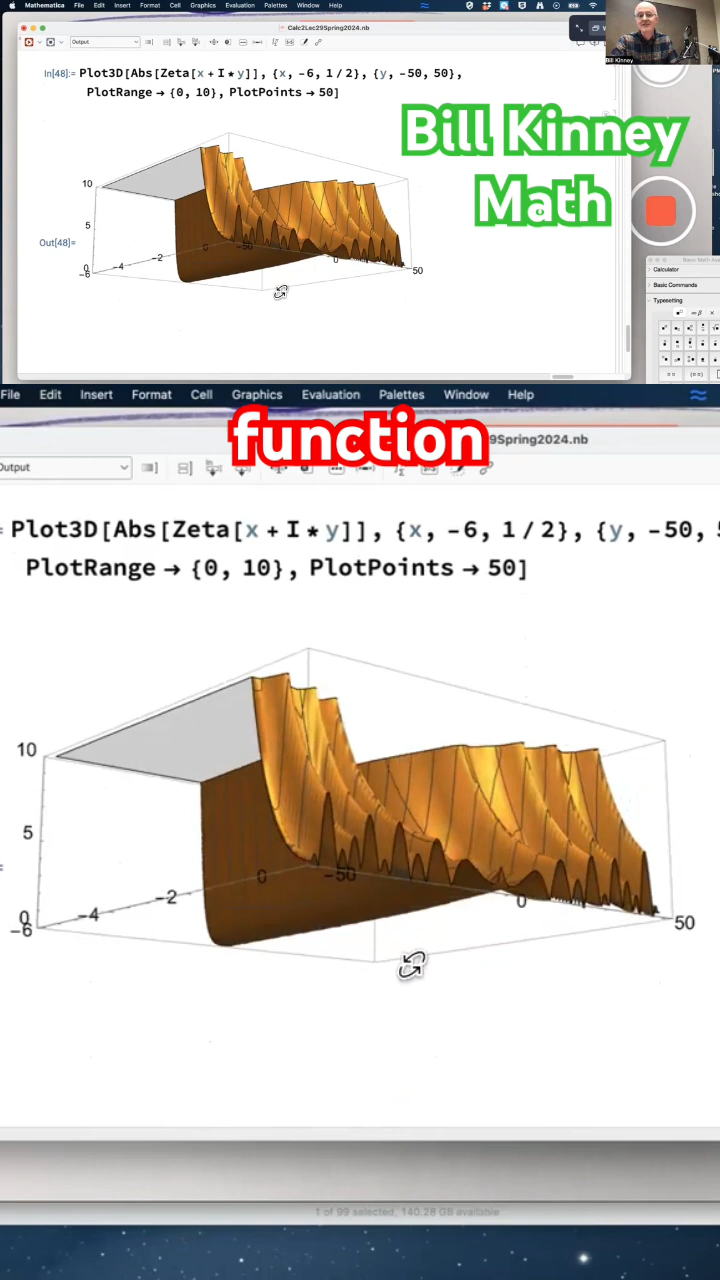 Mathematica File Edit Insert Format Cell Graphics Evaluation Palettes Window Help
Calc2Lec29Spring2024.nb
Output
Bill Kinney
In[48]:= Plot3D[Abs[Zeta[x + I * y]], {x, -6, 1 / 2}, {y, -50, 50},
PlotRange → {0, 10}, PlotPoints → 50]
Bill Kinney
Math
10
5
0
-6
-4
-2
0
-50
0
50
Out[48]=
Calculator
Basic Commands
Typesetting
File Edit Insert Format Cell Graphics Evaluation Palettes Window Help
function
9Spring2024.nb
Output
= Plot3D[Abs[Zeta[x + I * y]], {x, -6, 1 / 2}, {y, -50, 5
PlotRange → {0, 10}, PlotPoints → 50]
10
5
0
-6
-4
-2
0
-50
0
50
=
1 of 99 selected, 140.28 GB available